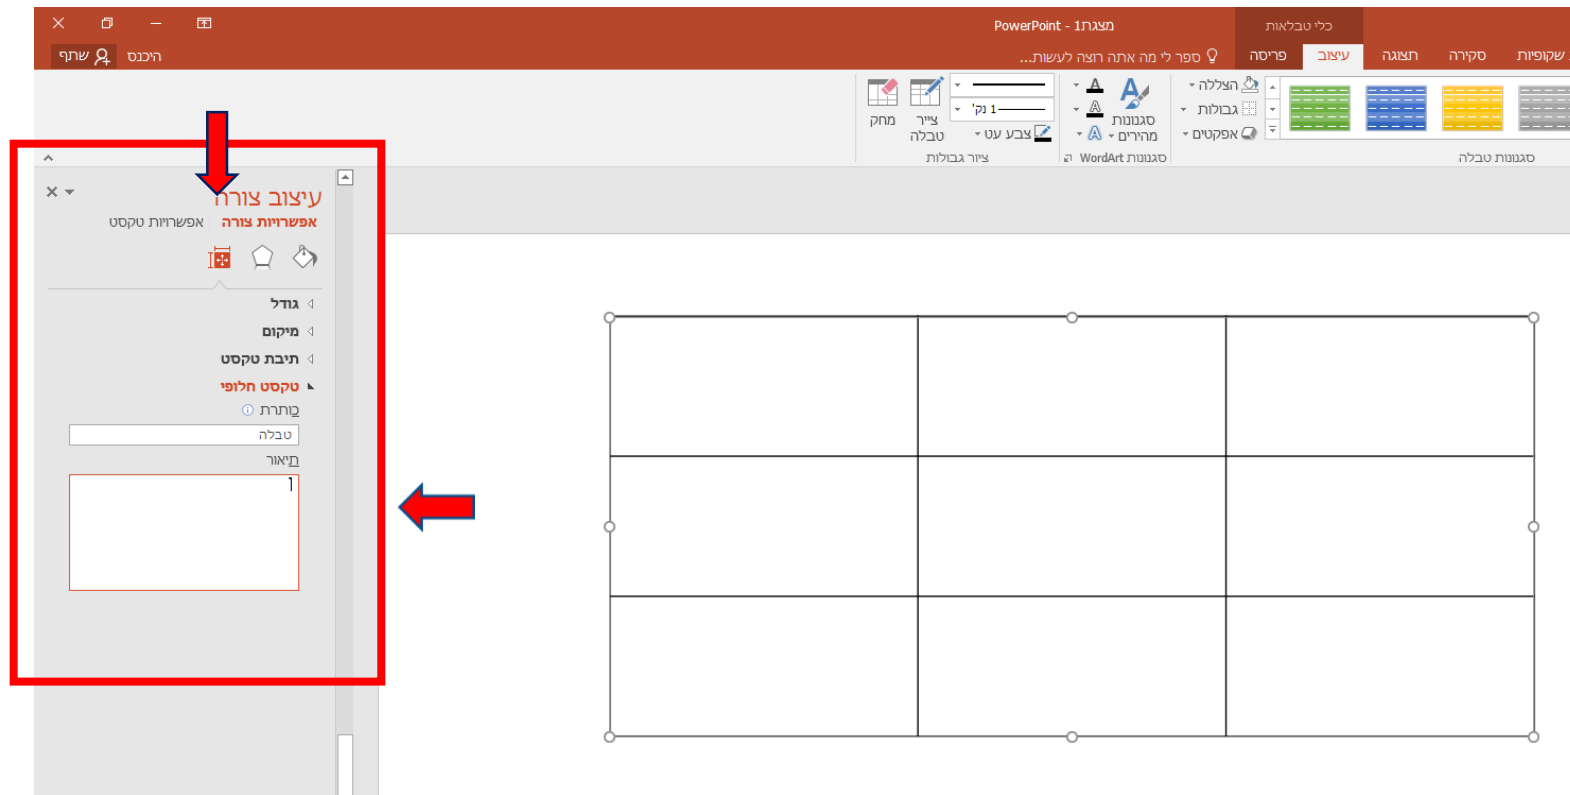 כלי טבלאות
מצגת1 - PowerPoint
שקופיות סקירה תצוגה עיצוב פריסה ספר לי מה אתה רוצה לעשות... היכנס שתף
הצללה
גבולות
אפקטים
סגנונות מהירים
1 נק'
צבע עט
צייר טבלה
מחק
סגנונות טבלה
סגנונות WordArt
ציור גבולות
עיצוב צורה
אפשרויות צורה אפשרויות טקסט
גודל
מיקום
תיבת טקסט
טקסט חלופי
כותרת
טבלה
תיאור